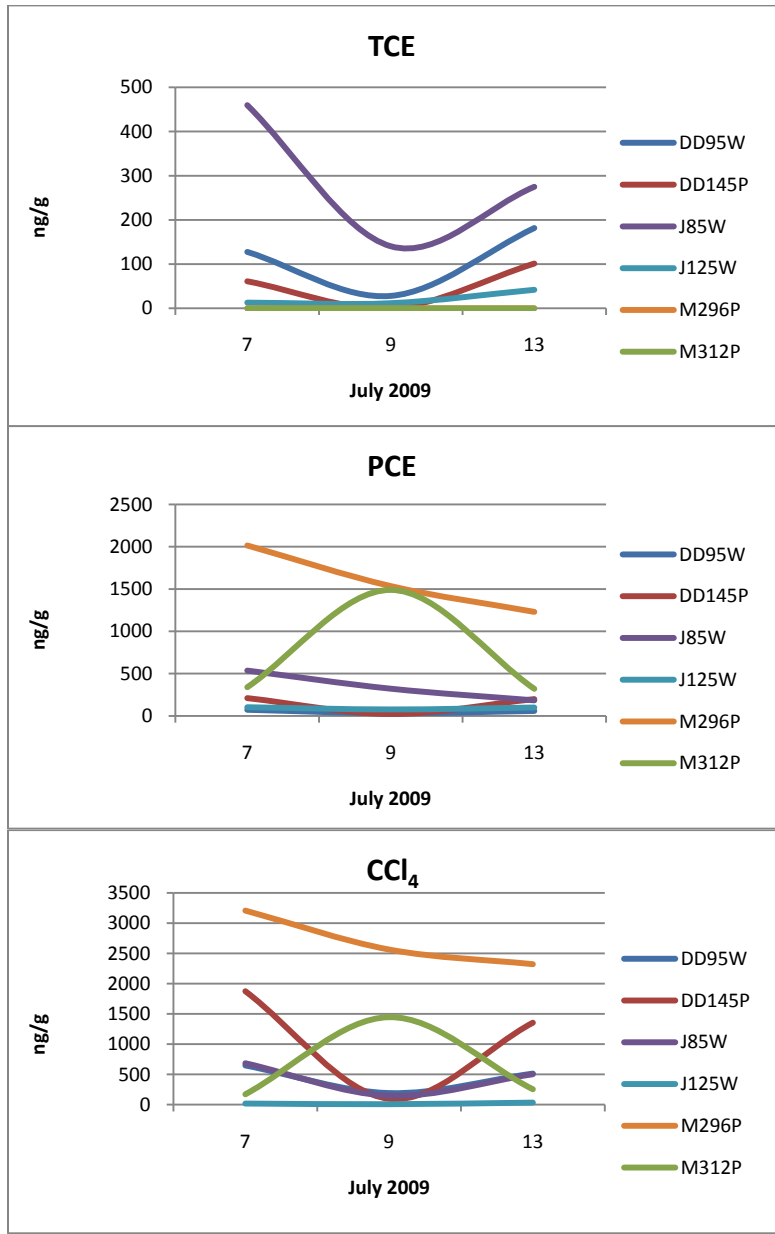 TCE
500
400
300
200
100
0
ng/g
7 9 13
July 2009
DD95W
DD145P
J85W
J125W
M296P
M312P
PCE
2500
2000
1500
1000
500
0
ng/g
7 9 13
July 2009
DD95W
DD145P
J85W
J125W
M296P
M312P
CCl₄
3500
3000
2500
2000
1500
1000
500
0
ng/g
7 9 13
July 2009
DD95W
DD145P
J85W
J125W
M296P
M312P